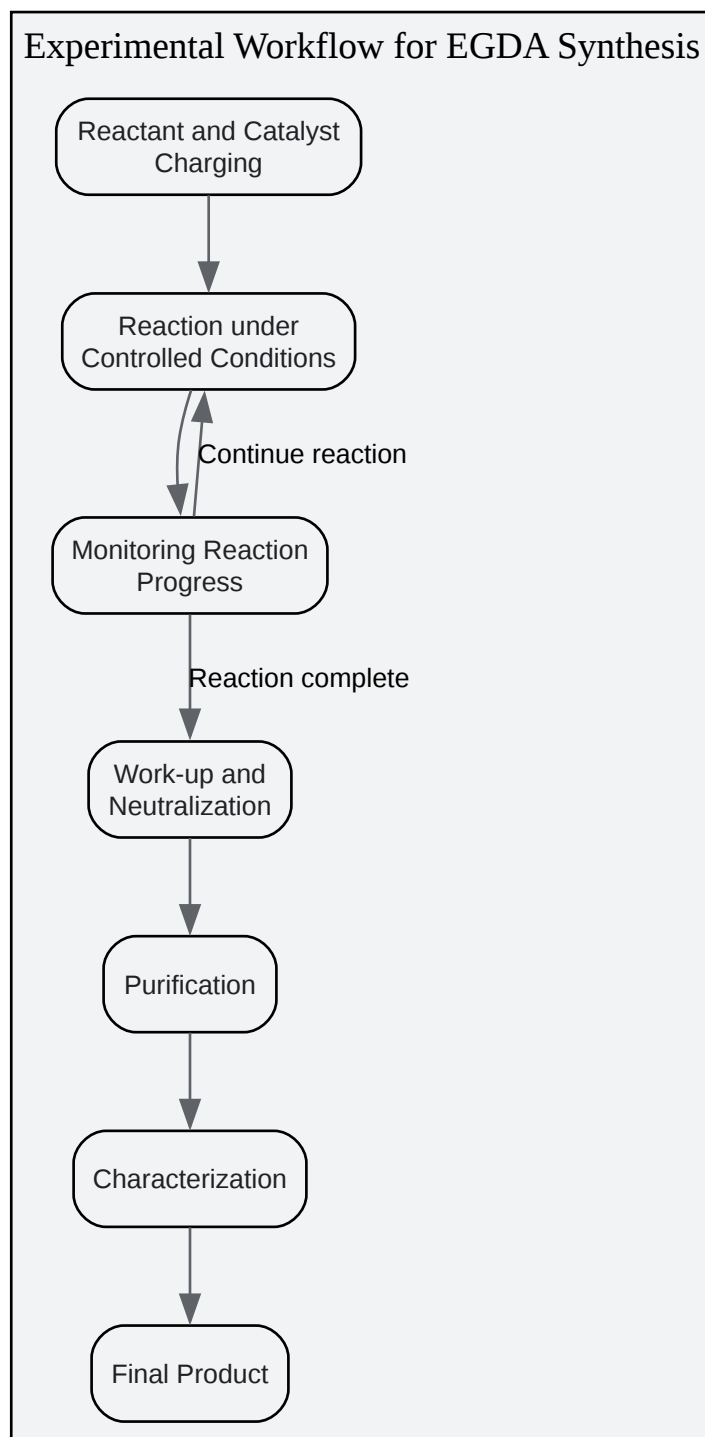 Experimental Workflow for EGDA Synthesis
Reactant and Catalyst
Charging
Reaction under
Controlled Conditions
Continue reaction
Monitoring Reaction
Progress
Reaction complete
Work-up and
Neutralization
Purification
Characterization
Final Product